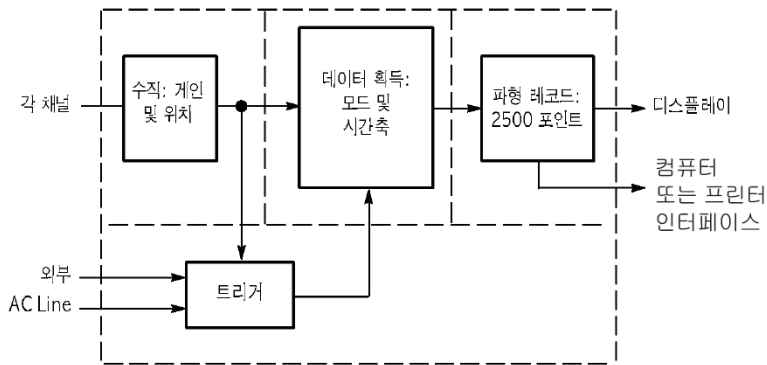 각 채널
수직: 게인
및 위치
데이터 획득:
모드 및
시간축
파형 레코드:
2500 포인트
디스플레이
컴퓨터
또는 프린터
인터페이스
외부
AC Line
트리거